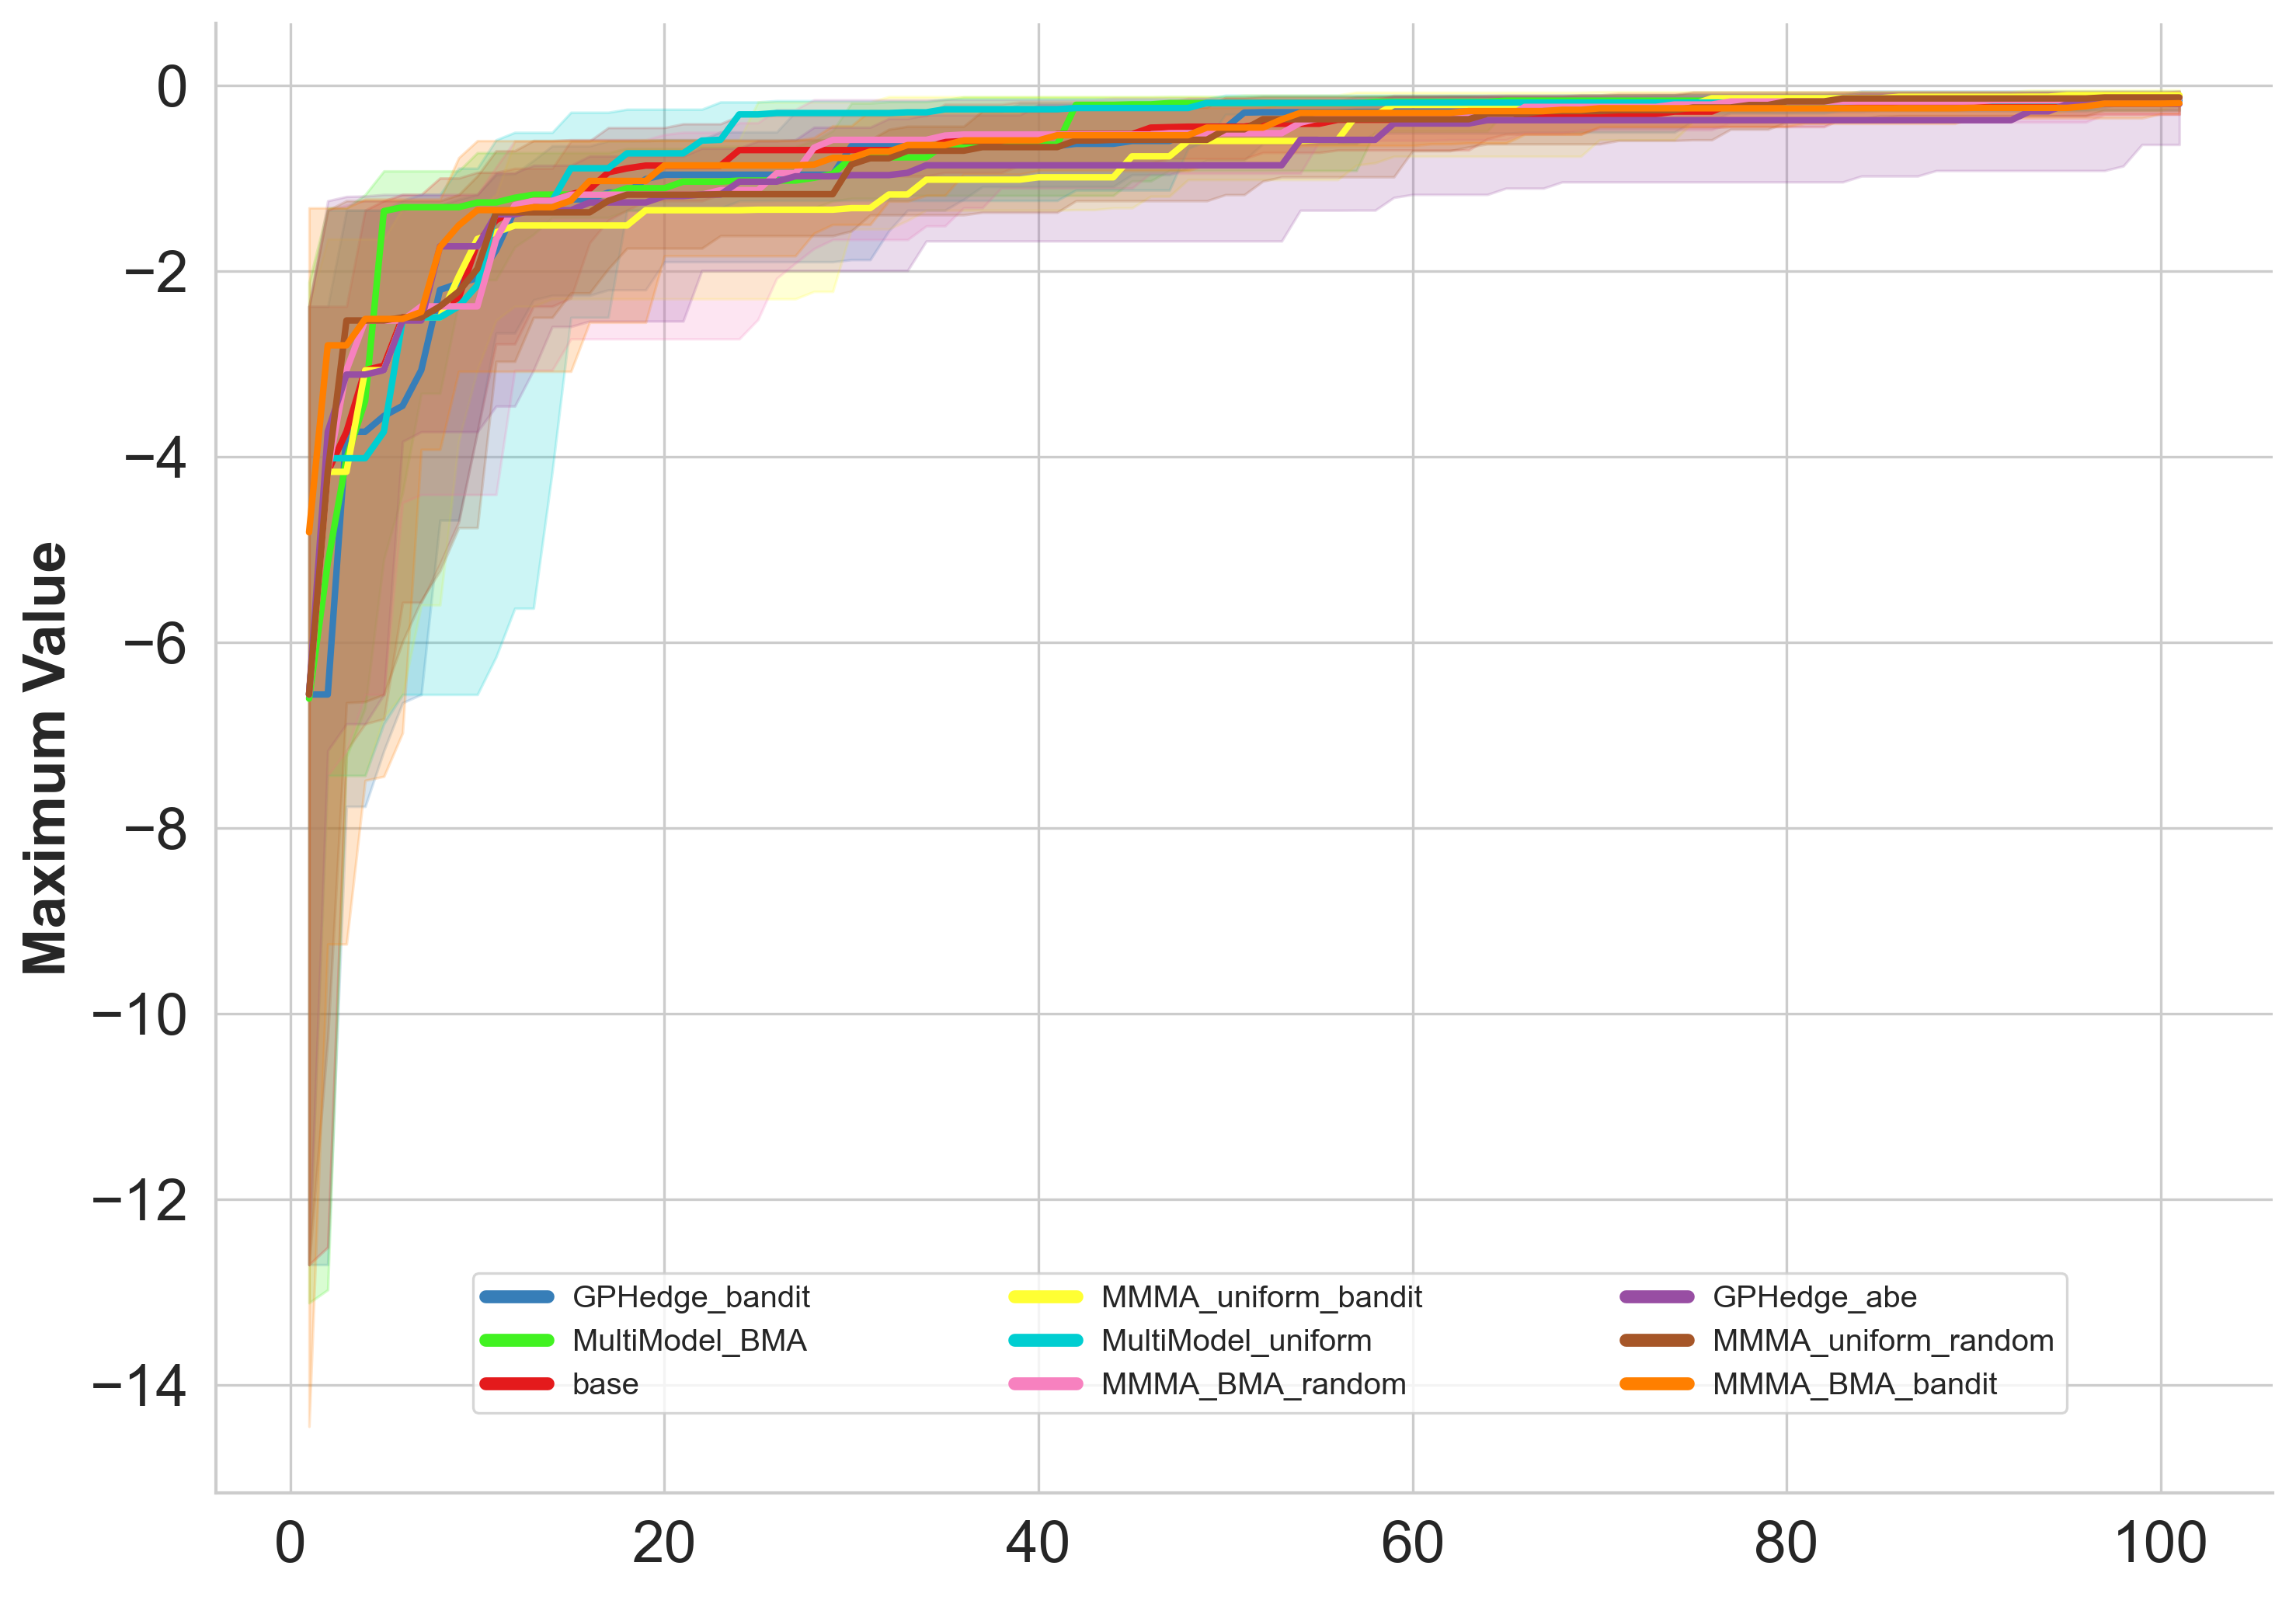 Maximum Value
0
−2
−4
−6
−8
−10
−12
−14
GPHedge_bandit
MultiModel_BMA
base
MMMA_uniform_bandit
MultiModel_uniform
MMMA_BMA_random
GPHedge_abe
MMMA_uniform_random
MMMA_BMA_bandit
0 20 40 60 80 100